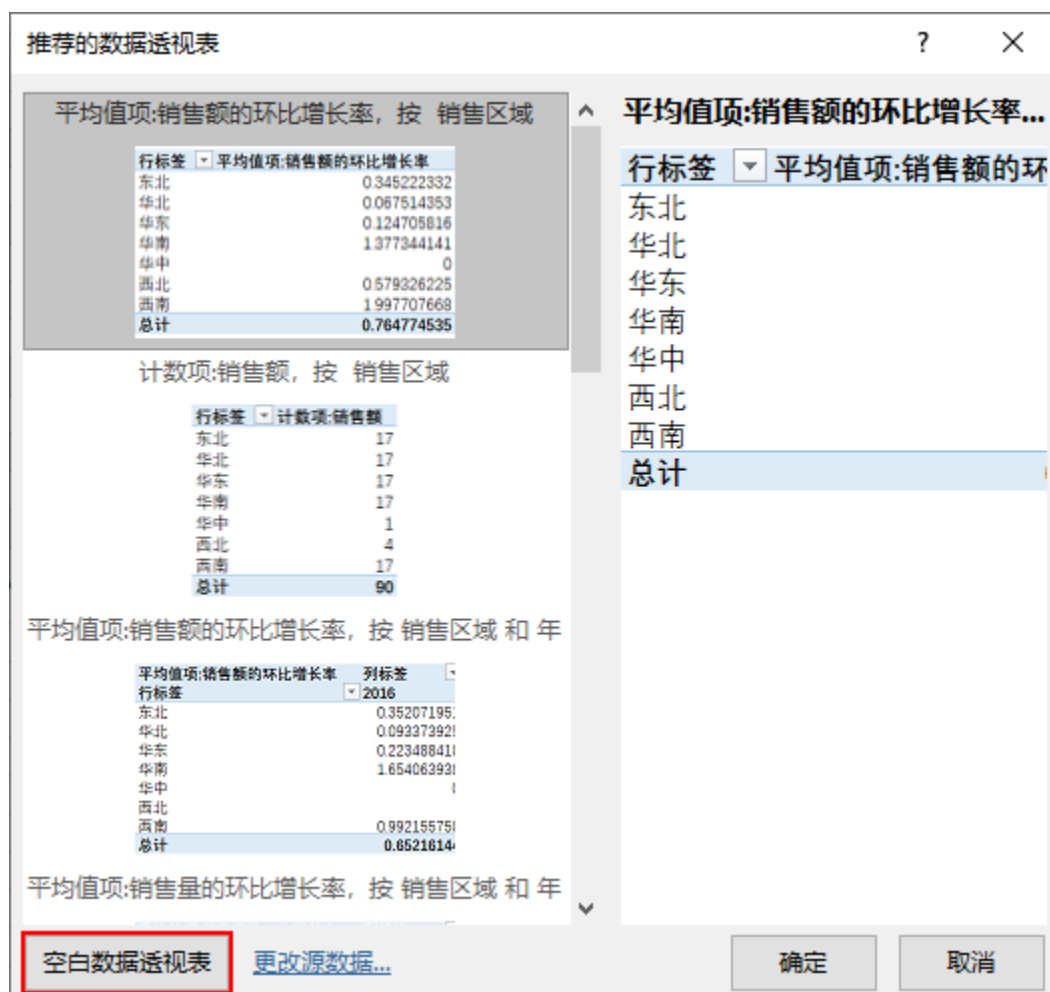 推荐的数据透视表 ?
平均值项:销售额的环比增长率，按 销售区域
行标签 平均值项:销售额的环比增长率
东北 0.345222332
华北 0.067514353
华东 0.124705816
华南 1.377344141
华中 0
西北 0.579326225
西南 1.997707668
总计 0.764774535
计数项:销售额，按 销售区域
行标签 计数项:销售额
东北 17
华北 17
华东 17
华南 17
华中 1
西北 4
西南 17
总计 90
平均值项:销售额的环比增长率，按 销售区域 和 年
平均值项:销售额的环比增长率 列标签
行标签 2016
东北 0.35207195
华北 0.09337392
华东 0.22348841
华南 1.65406393
华中
西北
西南 0.99215575
总计 0.6521614
平均值项:销售量的环比增长率，按 销售区域 和 年
平均值项:销售额的环比增长率...
行标签 平均值项:销售额的环
东北
华北
华东
华南
华中
西北
西南
总计
空白数据透视表 更改源数据... 确定 取消